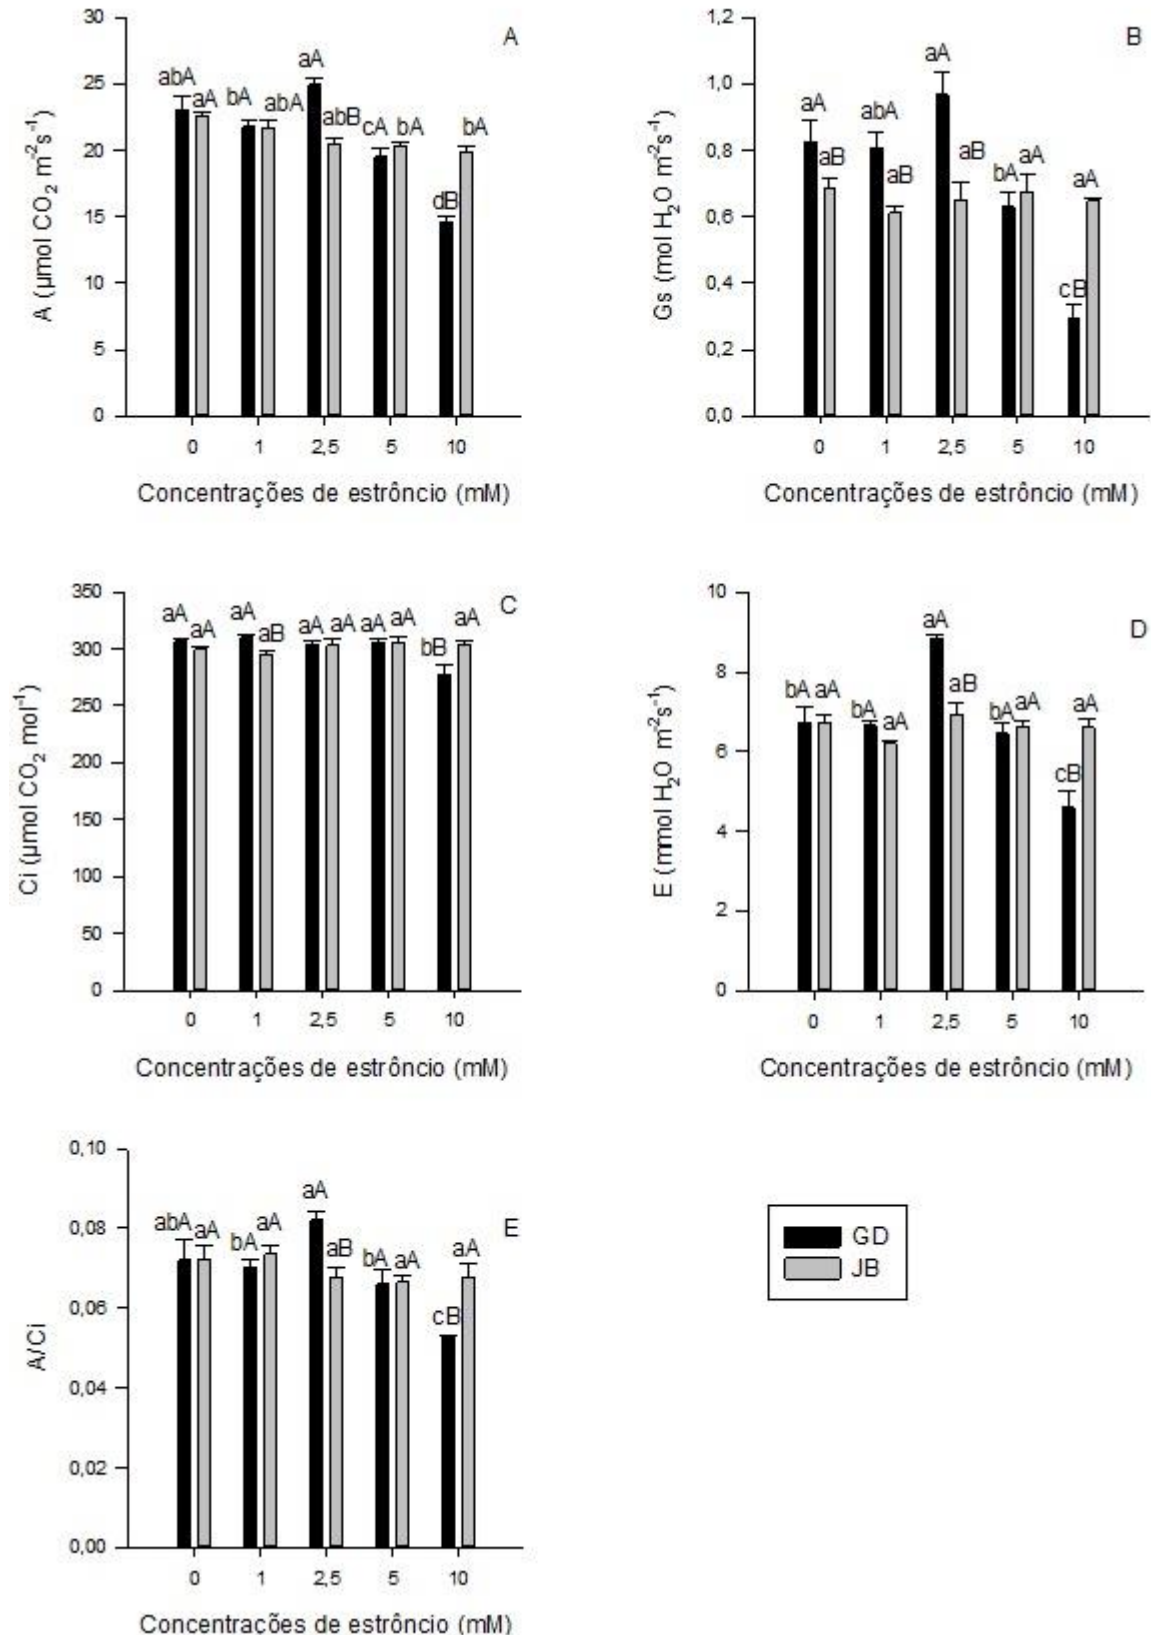 A
A (µmol CO2 m-2s-1)
30
25
20
15
10
5
0
abA aA bA abA aA abB cA bA dB bA
0 1 2,5 5 10
Concentrações de estrôncio (mM)
B
Gs (mol H2O m-2s-1)
1,2
1,0
0,8
0,6
0,4
0,2
0,0
aA aB abA aB aA aB bA aA cB aA
0 1 2,5 5 10
Concentrações de estrôncio (mM)
C
Ci (µmol CO2 mol-1)
350
300
250
200
150
100
50
0
aA aA aA aB aA aA aA aA bB aA
0 1 2,5 5 10
Concentrações de estrôncio (mM)
D
E (mmol H2O m-2s-1)
10
8
6
4
2
0
bA aA bA aA aA aB bA aA cB aA
0 1 2,5 5 10
Concentrações de estrôncio (mM)
E
A/Ci
0,10
0,08
0,06
0,04
0,02
0,00
abA aA bA aA aA aB bA aA cB aA
0 1 2,5 5 10
Concentrações de estrôncio (mM)
GD
JB